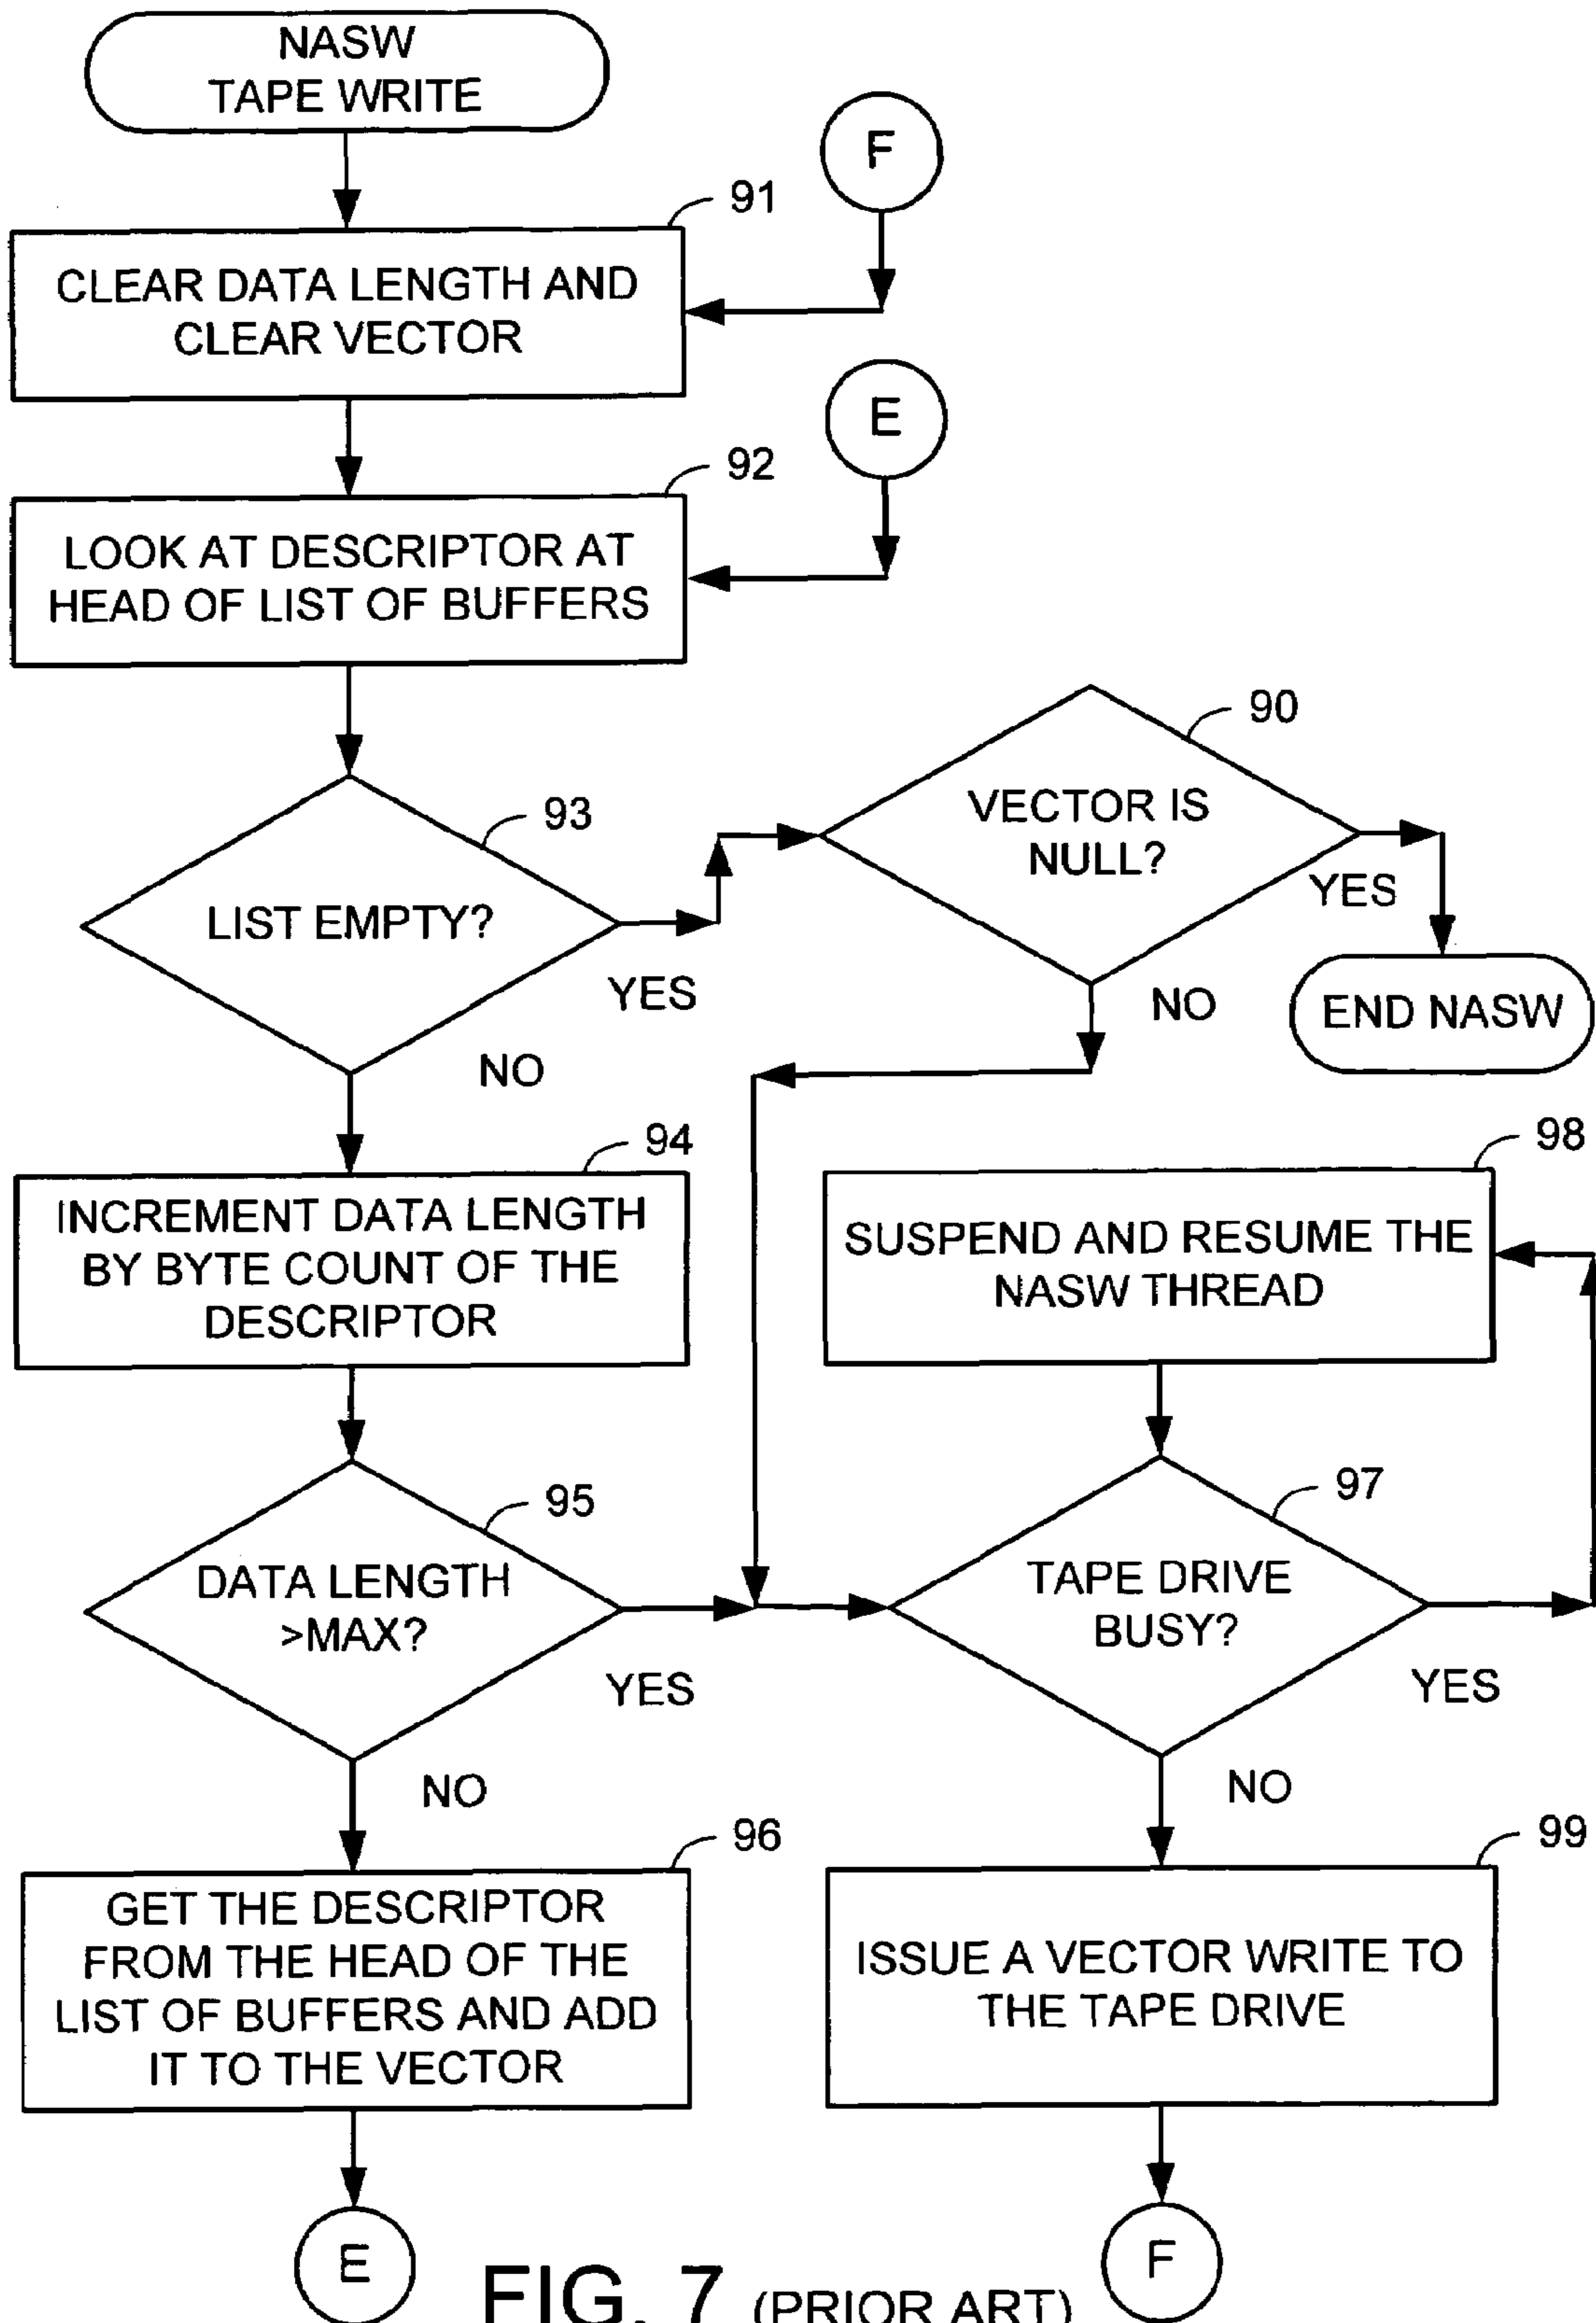 NASW
TAPE WRITE
F
91
CLEAR DATA LENGTH AND
CLEAR VECTOR
E
92
LOOK AT DESCRIPTOR AT
HEAD OF LIST OF BUFFERS
90
VECTOR IS
NULL?
YES
NO
END NASW
93
LIST EMPTY?
YES
NO
94
INCREMENT DATA LENGTH
BY BYTE COUNT OF THE
DESCRIPTOR
98
SUSPEND AND RESUME THE
NASW THREAD
95
DATA LENGTH
>MAX?
YES
NO
97
TAPE DRIVE
BUSY?
YES
NO
96
GET THE DESCRIPTOR
FROM THE HEAD OF THE
LIST OF BUFFERS AND ADD
IT TO THE VECTOR
99
ISSUE A VECTOR WRITE TO
THE TAPE DRIVE
E
F
FIG. 7 (PRIOR ART)